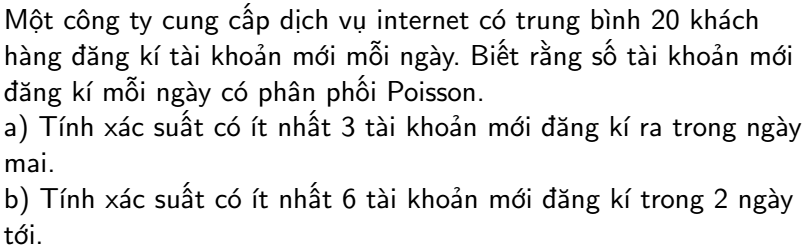 Một công ty cung cấp dịch vụ internet có trung bình 20 khách
hàng đăng kí tài khoản mới mỗi ngày. Biết rằng số tài khoản mới
đăng kí mỗi ngày có phân phối Poisson.
a) Tính xác suất có ít nhất 3 tài khoản mới đăng kí ra trong ngày
mai.
b) Tính xác suất có ít nhất 6 tài khoản mới đăng kí trong 2 ngày
tới.